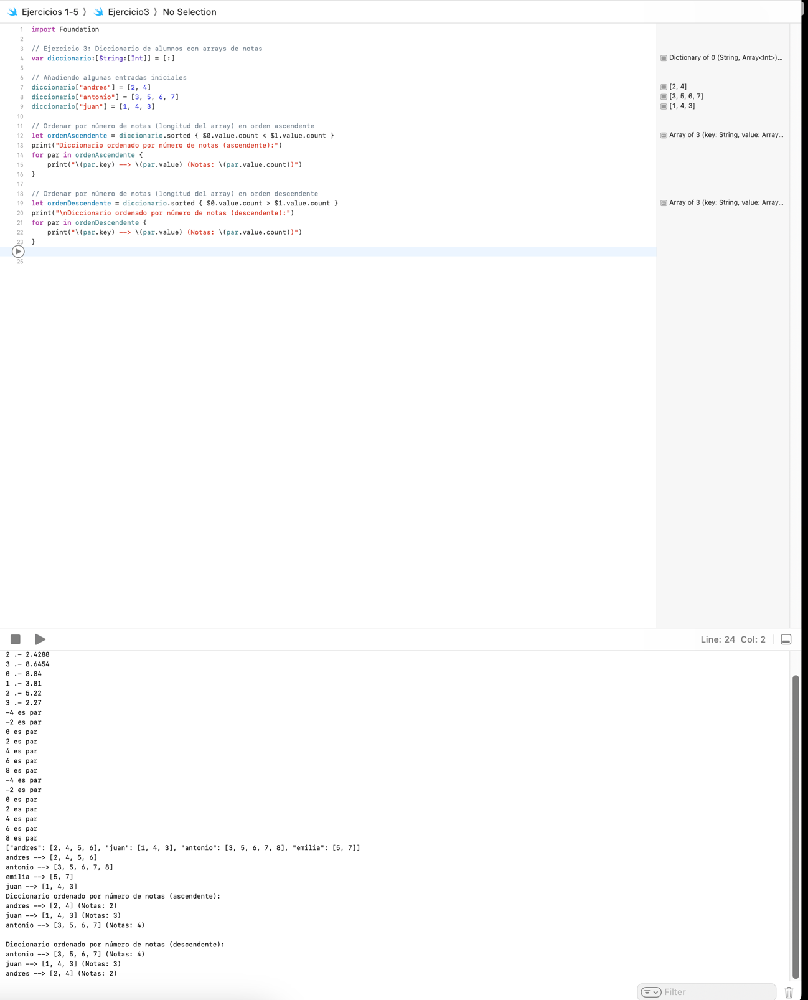 Ejercicios 1-5 ⟩ Ejercicio3 ⟩ No Selection
1 import Foundation
2
3 // Ejercicio 3: Diccionario de alumnos con arrays de notas
4 var diccionario:[String:[Int]] = [:]
Dictionary of 0 (String, Array<Int>)...
5
6 // Añadiendo algunas entradas iniciales
7 diccionario["andres"] = [2, 4]
[2, 4]
8 diccionario["antonio"] = [3, 5, 6, 7]
[3, 5, 6, 7]
9 diccionario["juan"] = [1, 4, 3]
[1, 4, 3]
10
11 // Ordenar por número de notas (longitud del array) en orden ascendente
12 let ordenAscendente = diccionario.sorted { $0.value.count < $1.value.count }
Array of 3 (key: String, value: Array...
13 print("Diccionario ordenado por número de notas (ascendente):")
14 for par in ordenAscendente {
15 print("\(par.key) --> \(par.value) (Notas: \(par.value.count))")
16 }
17
18 // Ordenar por número de notas (longitud del array) en orden descendente
19 let ordenDescendente = diccionario.sorted { $0.value.count > $1.value.count }
Array of 3 (key: String, value: Array...
20 print("\nDiccionario ordenado por número de notas (descendente):")
21 for par in ordenDescendente {
22 print("\(par.key) --> \(par.value) (Notas: \(par.value.count))")
23 }
25
Line: 24 Col: 2
2 .- 2.4288
3 .- 8.6454
0 .- 8.84
1 .- 3.81
2 .- 5.22
3 .- 2.27
-4 es par
-2 es par
0 es par
2 es par
4 es par
6 es par
8 es par
-4 es par
-2 es par
0 es par
2 es par
4 es par
6 es par
8 es par
["andres": [2, 4, 5, 6], "juan": [1, 4, 3], "antonio": [3, 5, 6, 7, 8], "emilia": [5, 7]]
andres --> [2, 4, 5, 6]
antonio --> [3, 5, 6, 7, 8]
emilia --> [5, 7]
juan --> [1, 4, 3]
Diccionario ordenado por número de notas (ascendente):
andres --> [2, 4] (Notas: 2)
juan --> [1, 4, 3] (Notas: 3)
antonio --> [3, 5, 6, 7] (Notas: 4)

Diccionario ordenado por número de notas (descendente):
antonio --> [3, 5, 6, 7] (Notas: 4)
juan --> [1, 4, 3] (Notas: 3)
andres --> [2, 4] (Notas: 2)
Filter